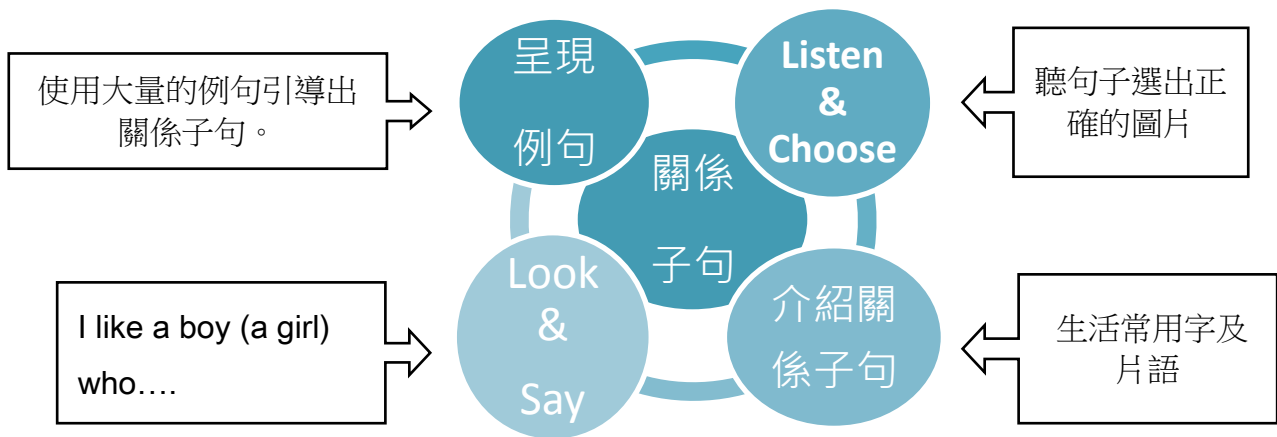 使用大量的例句引導出
關係子句。
呈現
例句
Listen
&
Choose
聽句子選出正
確的圖片
關係
子句
I like a boy (a girl)
who….
Look
&
Say
介紹關
係子句
生活常用字及
片語